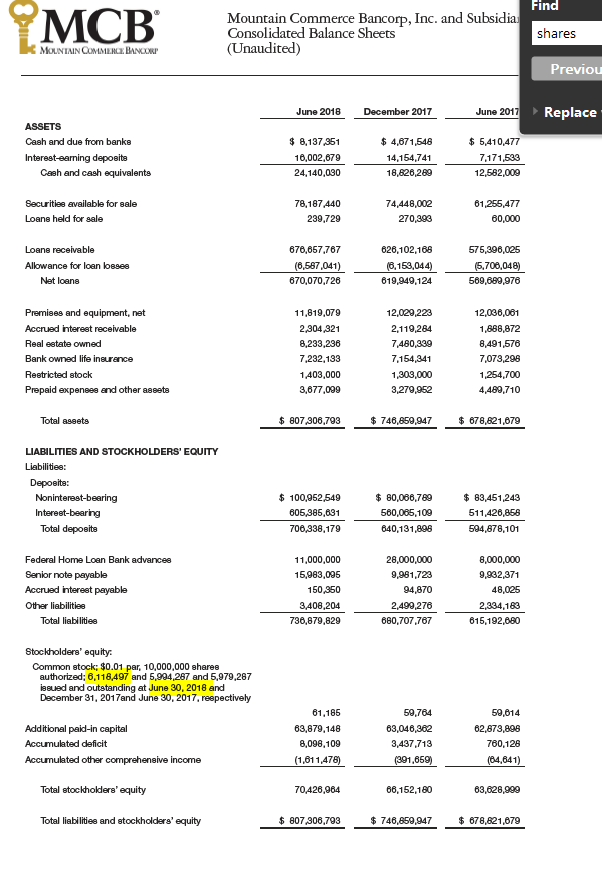 MCB®
MOUNTAIN COMMERCE BANCORP
Mountain Commerce Bancorp, Inc. and Subsidia
Consolidated Balance Sheets
(Unaudited)
Find
shares
Previou
Replace
June 2018 December 2017 June 2017
ASSETS
Cash and due from banks $ 8,137,351 $ 4,671,548 $ 5,410,477
Interest-earning deposits 16,002,679 14,154,741 7,171,533
Cash and cash equivalents 24,140,030 18,826,289 12,582,009
Securities available for sale 78,187,440 74,448,002 61,255,477
Loans held for sale 239,729 270,393 60,000
Loans receivable 676,657,767 626,102,168 575,396,025
Allowance for loan losses (6,587,041) (6,153,044) (5,706,048)
Net loans 670,070,726 619,949,124 569,689,976
Premises and equipment, net 11,819,079 12,029,223 12,036,061
Accrued interest receivable 2,304,321 2,119,284 1,888,872
Real estate owned 8,233,236 7,480,339 8,491,576
Bank owned life insurance 7,232,133 7,154,341 7,073,298
Restricted stock 1,403,000 1,303,000 1,254,700
Prepaid expenses and other assets 3,677,099 3,279,952 4,489,710
Total assets $ 807,306,793 $ 746,859,947 $ 678,821,679
LIABILITIES AND STOCKHOLDERS' EQUITY
Liabilities:
Deposits:
Noninterest-bearing $ 100,952,549 $ 80,066,789 $ 83,451,243
Interest-bearing 605,385,631 560,065,109 511,426,858
Total deposits 706,338,179 640,131,898 594,878,101
Federal Home Loan Bank advances 11,000,000 28,000,000 8,000,000
Senior note payable 15,983,095 9,981,723 9,932,371
Accrued interest payable 150,350 94,870 48,025
Other liabilities 3,408,204 2,499,276 2,334,183
Total liabilities 736,879,829 680,707,767 615,192,680
Stockholders' equity:
Common stock; $0.01 par, 10,000,000 shares
authorized; 6,118,497 and 5,994,287 and 5,979,287
issued and outstanding at June 30, 2018 and
December 31, 2017and June 30, 2017, respectively
61,185 59,764 59,614
Additional paid-in capital 63,879,148 63,046,362 62,873,898
Accumulated deficit 8,098,109 3,437,713 760,128
Accumulated other comprehensive income (1,611,478) (391,659) (64,641)
Total stockholders' equity 70,426,964 66,152,180 63,628,999
Total liabilities and stockholders' equity $ 807,306,793 $ 746,859,947 $ 678,821,679